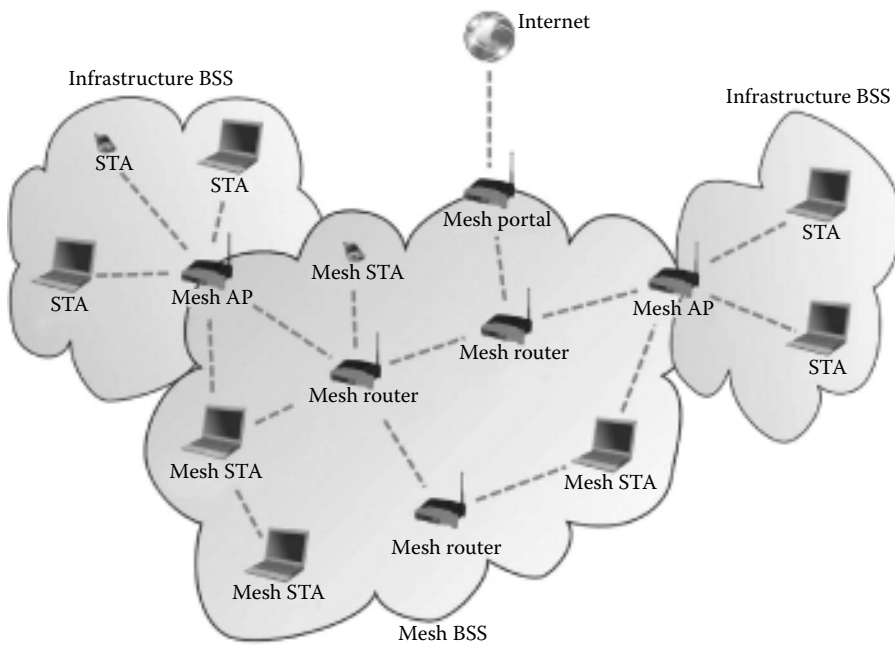 Internet
Infrastructure BSS
Infrastructure BSS
STA
STA
STA
Mesh portal
Mesh STA
STA
Mesh AP
Mesh AP
Mesh router
STA
Mesh router
Mesh STA
Mesh STA
Mesh router
Mesh STA
Mesh BSS